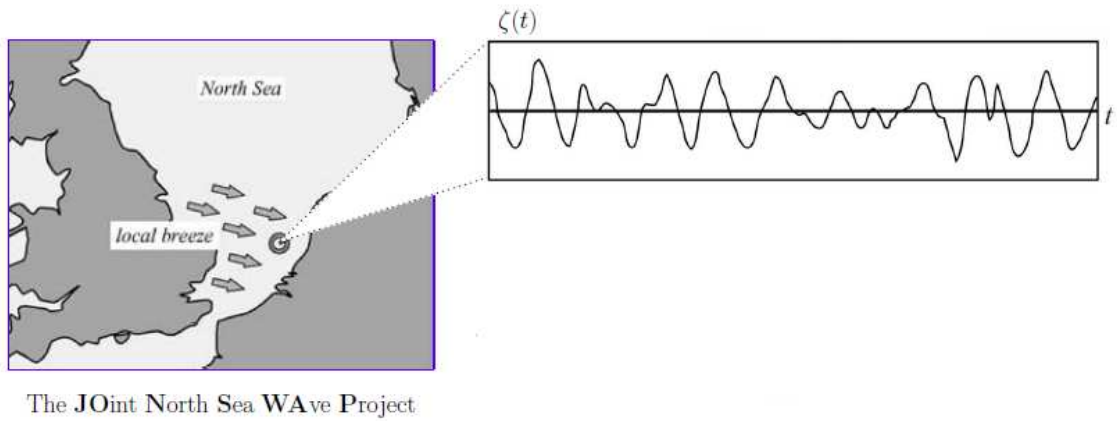 ζ(t)
North Sea
t
local breeze
The JOint North Sea WAve Project